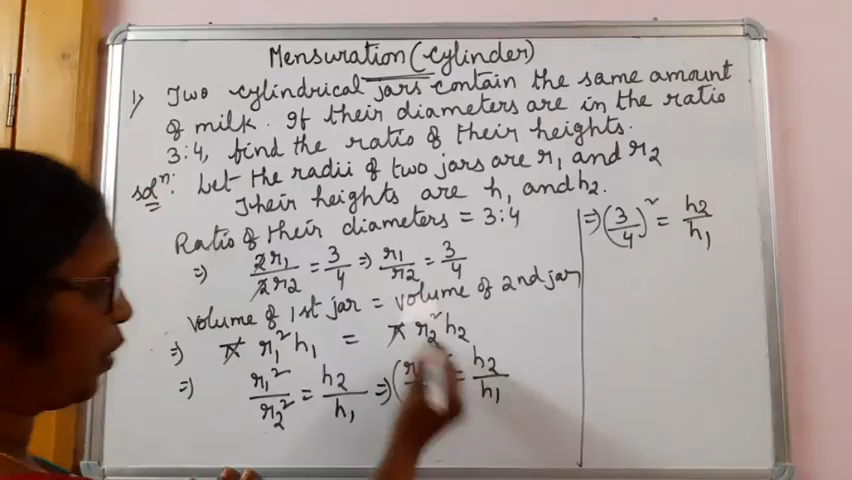 Mensuration (Cylinder)
1) Two cylindrical jars contain the same amount
of milk. If their diameters are in the ratio
3:4, find the ratio of their heights.
Solⁿ: Let the radii of two jars are r₁ and r₂
Their heights are h₁ and h₂.
Ratio of their diameters = 3:4
⇒ 2r₁/2r₂ = 3/4 ⇒ r₁/r₂ = 3/4
Volume of 1st jar = volume of 2nd jar
⇒ π r₁² h₁ = π r₂² h₂
⇒ r₁²/r₂² = h₂/h₁ ⇒ (r = h₂/h₁
⇒ (3/4)² = h₂/h₁